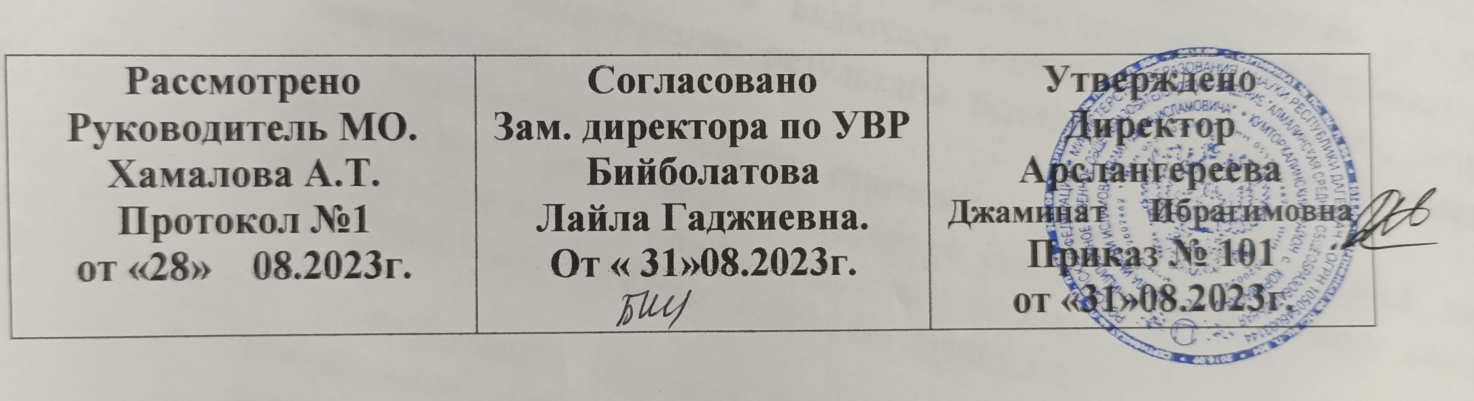 Рассмотрено
Руководитель МО.
Хамалова А.Т.
Протокол №1
от «28» 08.2023г.
Согласовано
Зам. директора по УВР
Бийболатова
Лайла Гаджиевна.
От « 31»08.2023г.
Утверждено
Директор
Арслангереева
Джаминат Ибрагимовна
Приказ № 101
от «31»08.2023г.